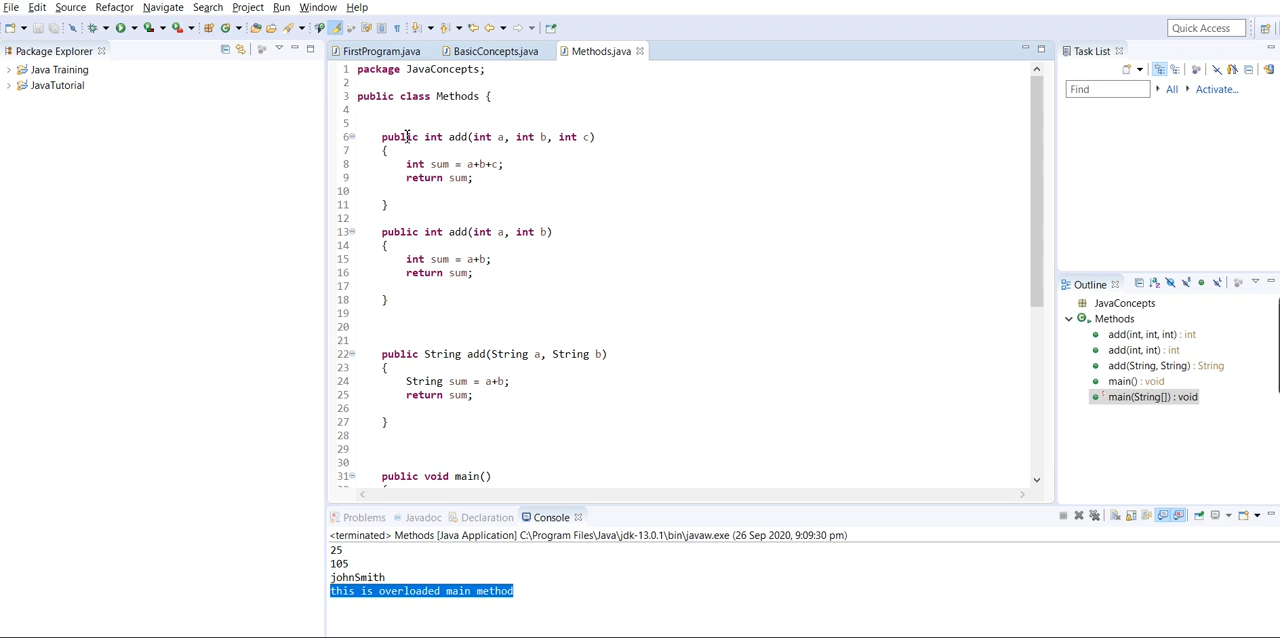 File Edit Source Refactor Navigate Search Project Run Window Help
Quick Access
Package Explorer
Java Training
JavaTutorial
FirstProgram.java BasicConcepts.java Methods.java
1 package JavaConcepts;
2
3 public class Methods {
4
5
6 public int add(int a, int b, int c)
7 {
8 int sum = a+b+c;
9 return sum;
10
11 }
12
13 public int add(int a, int b)
14 {
15 int sum = a+b;
16 return sum;
17
18 }
19
20
21
22 public String add(String a, String b)
23 {
24 String sum = a+b;
25 return sum;
26
27 }
28
29
30
31 public void main()
Task List
Find All Activate...
Outline
JavaConcepts
Methods
add(int, int, int) : int
add(int, int) : int
add(String, String) : String
main() : void
main(String[]) : void
Problems Javadoc Declaration Console
<terminated> Methods [Java Application] C:\Program Files\Java\jdk-13.0.1\bin\javaw.exe (26 Sep 2020, 9:09:30 pm)
25
105
johnSmith
this is overloaded main method